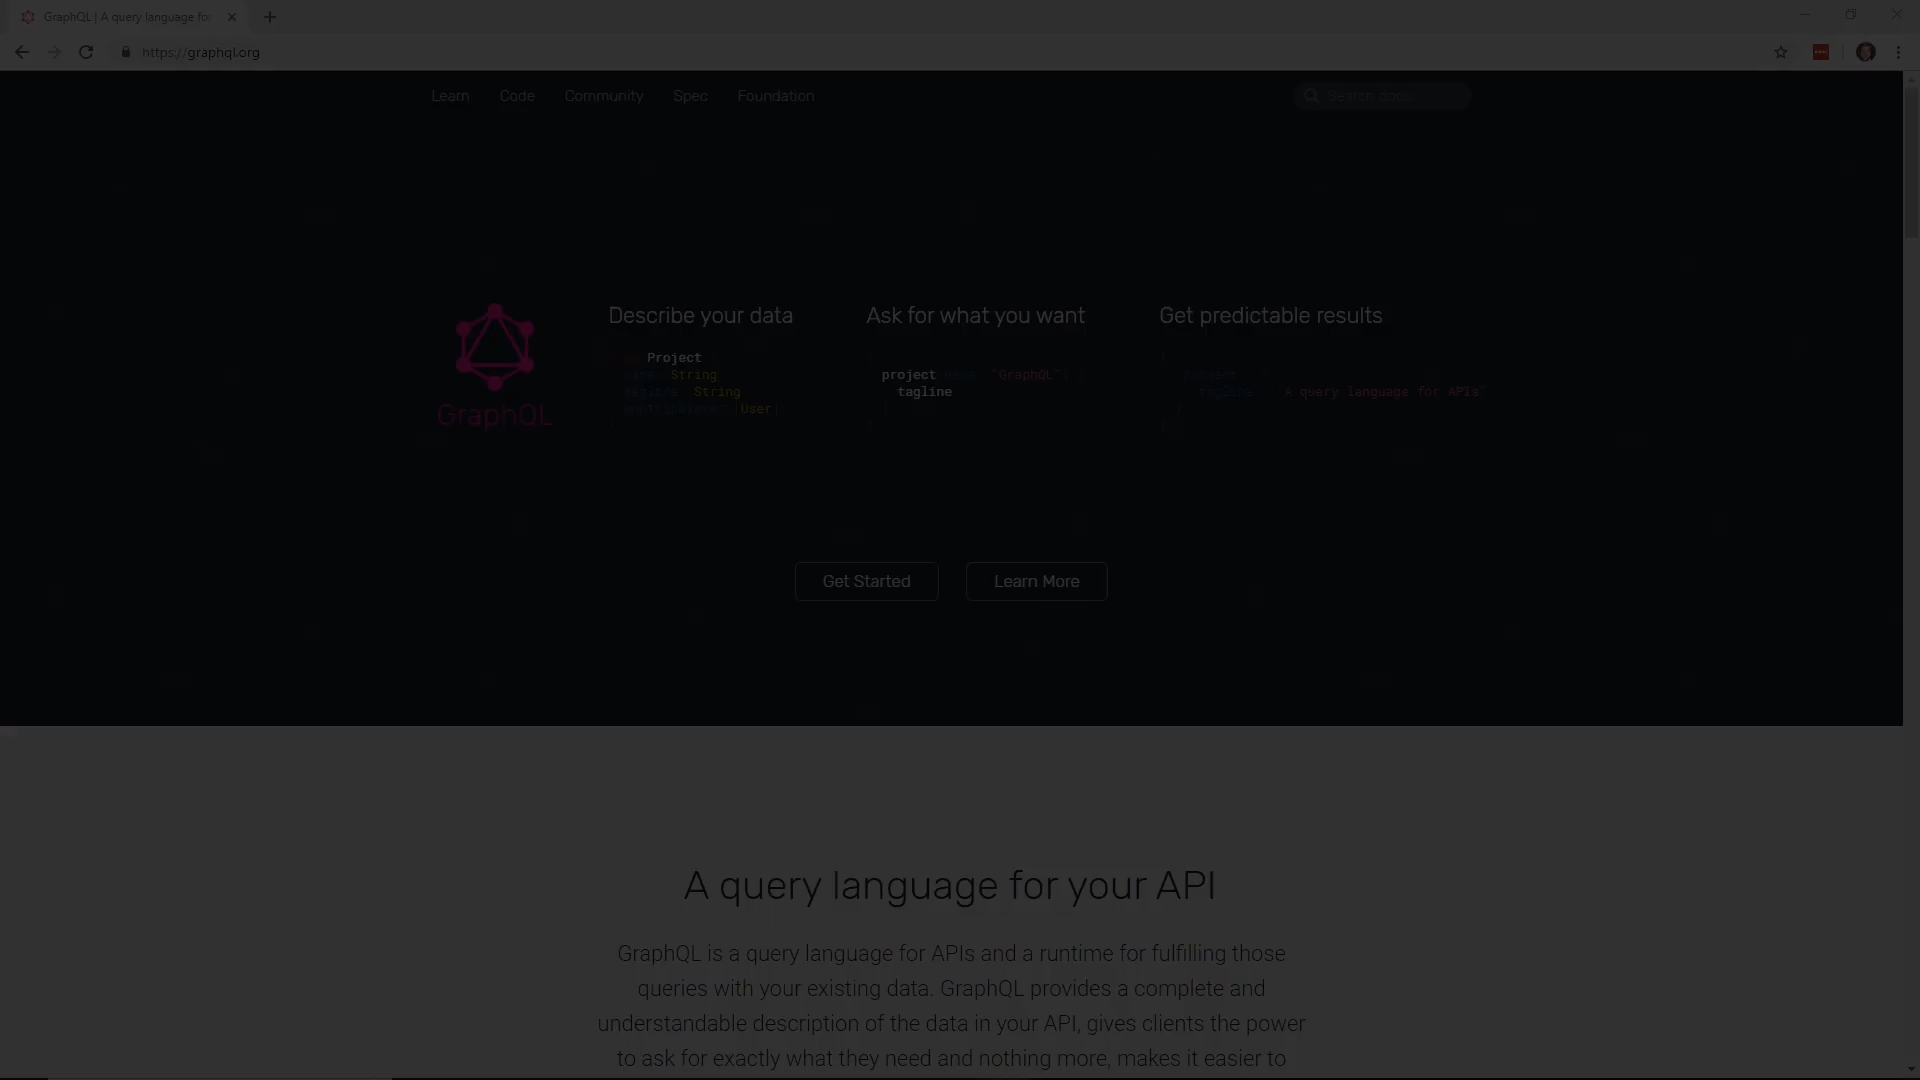 GraphQL | A query language for
https://graphql.org
Learn Code Community Spec Foundation
Search docs...
Describe your data Ask for what you want Get predictable results
Project
String
String
User
project "GraphQL"
tagline
project
tagline "A query language for APIs"
GraphQL
Get Started Learn More
A query language for your API
GraphQL is a query language for APIs and a runtime for fulfilling those
queries with your existing data. GraphQL provides a complete and
understandable description of the data in your API, gives clients the power
to ask for exactly what they need and nothing more, makes it easier to